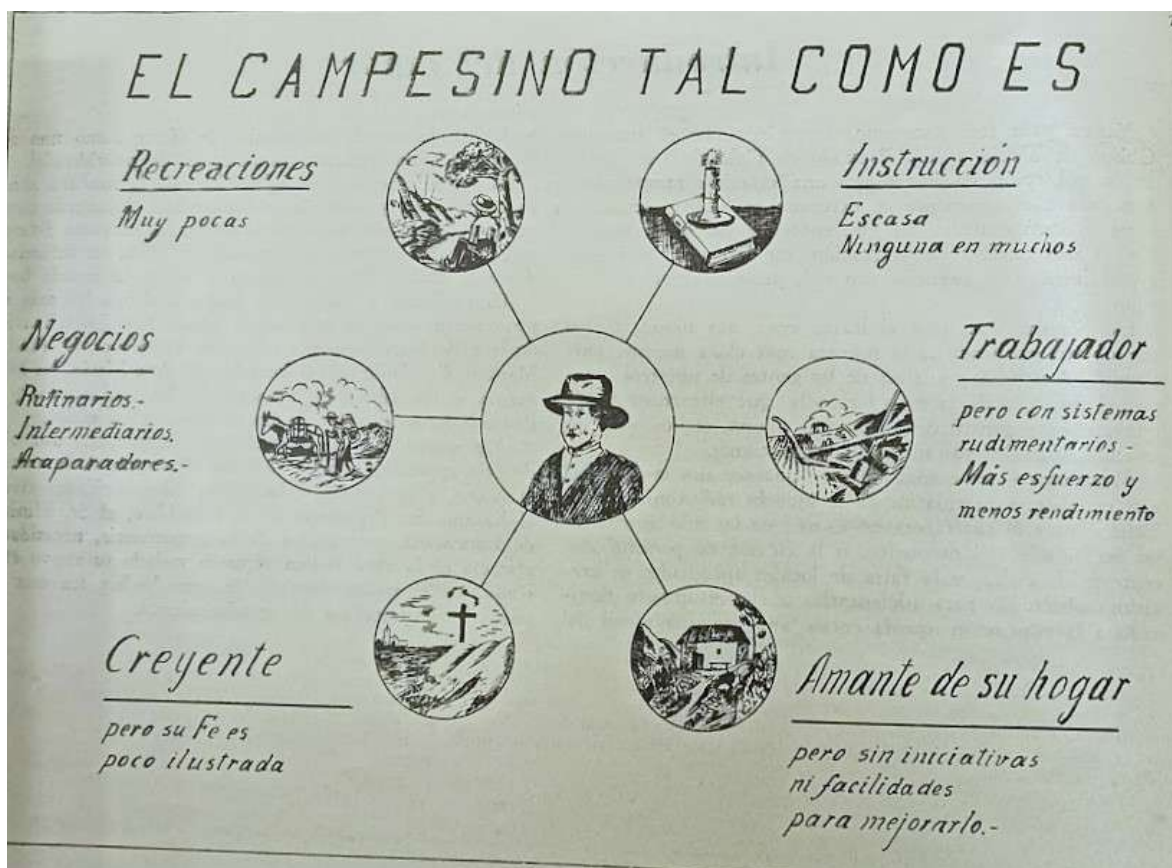 EL CAMPESINO TAL COMO ES
Recreaciones
Muy pocas
Instrucción
Escasa
Ninguna en muchos
Negocios
Rutinarios.-
Intermediarios.
Acaparadores.-
Trabajador
pero con sistemas
rudimentarios.-
Más esfuerzo y
menos rendimiento
Creyente
pero su Fe es
poco ilustrada
Amante de su hogar
pero sin iniciativas
ni facilidades
para mejorarlo.-